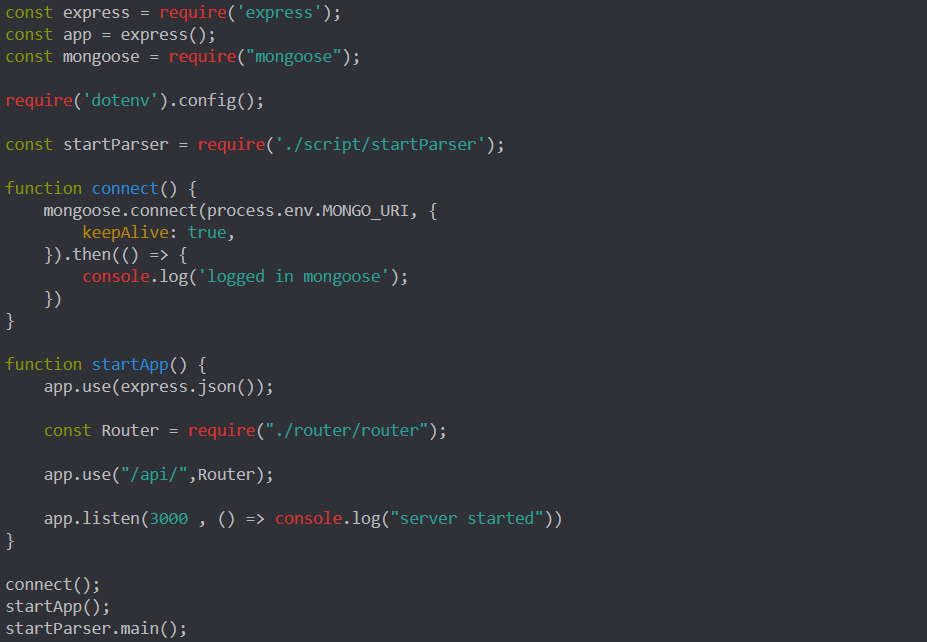 const express = require('express');
const app = express();
const mongoose = require("mongoose");
require('dotenv').config();
const startParser = require('./script/startParser');
function connect() {
    mongoose.connect(process.env.MONGO_URI, {
        keepAlive: true,
    }).then(() => {
        console.log('logged in mongoose');
    })
}
function startApp() {
    app.use(express.json());
    const Router = require("./router/router");
    app.use("/api/",Router);
    app.listen(3000 , () => console.log("server started"))
}
connect();
startApp();
startParser.main();